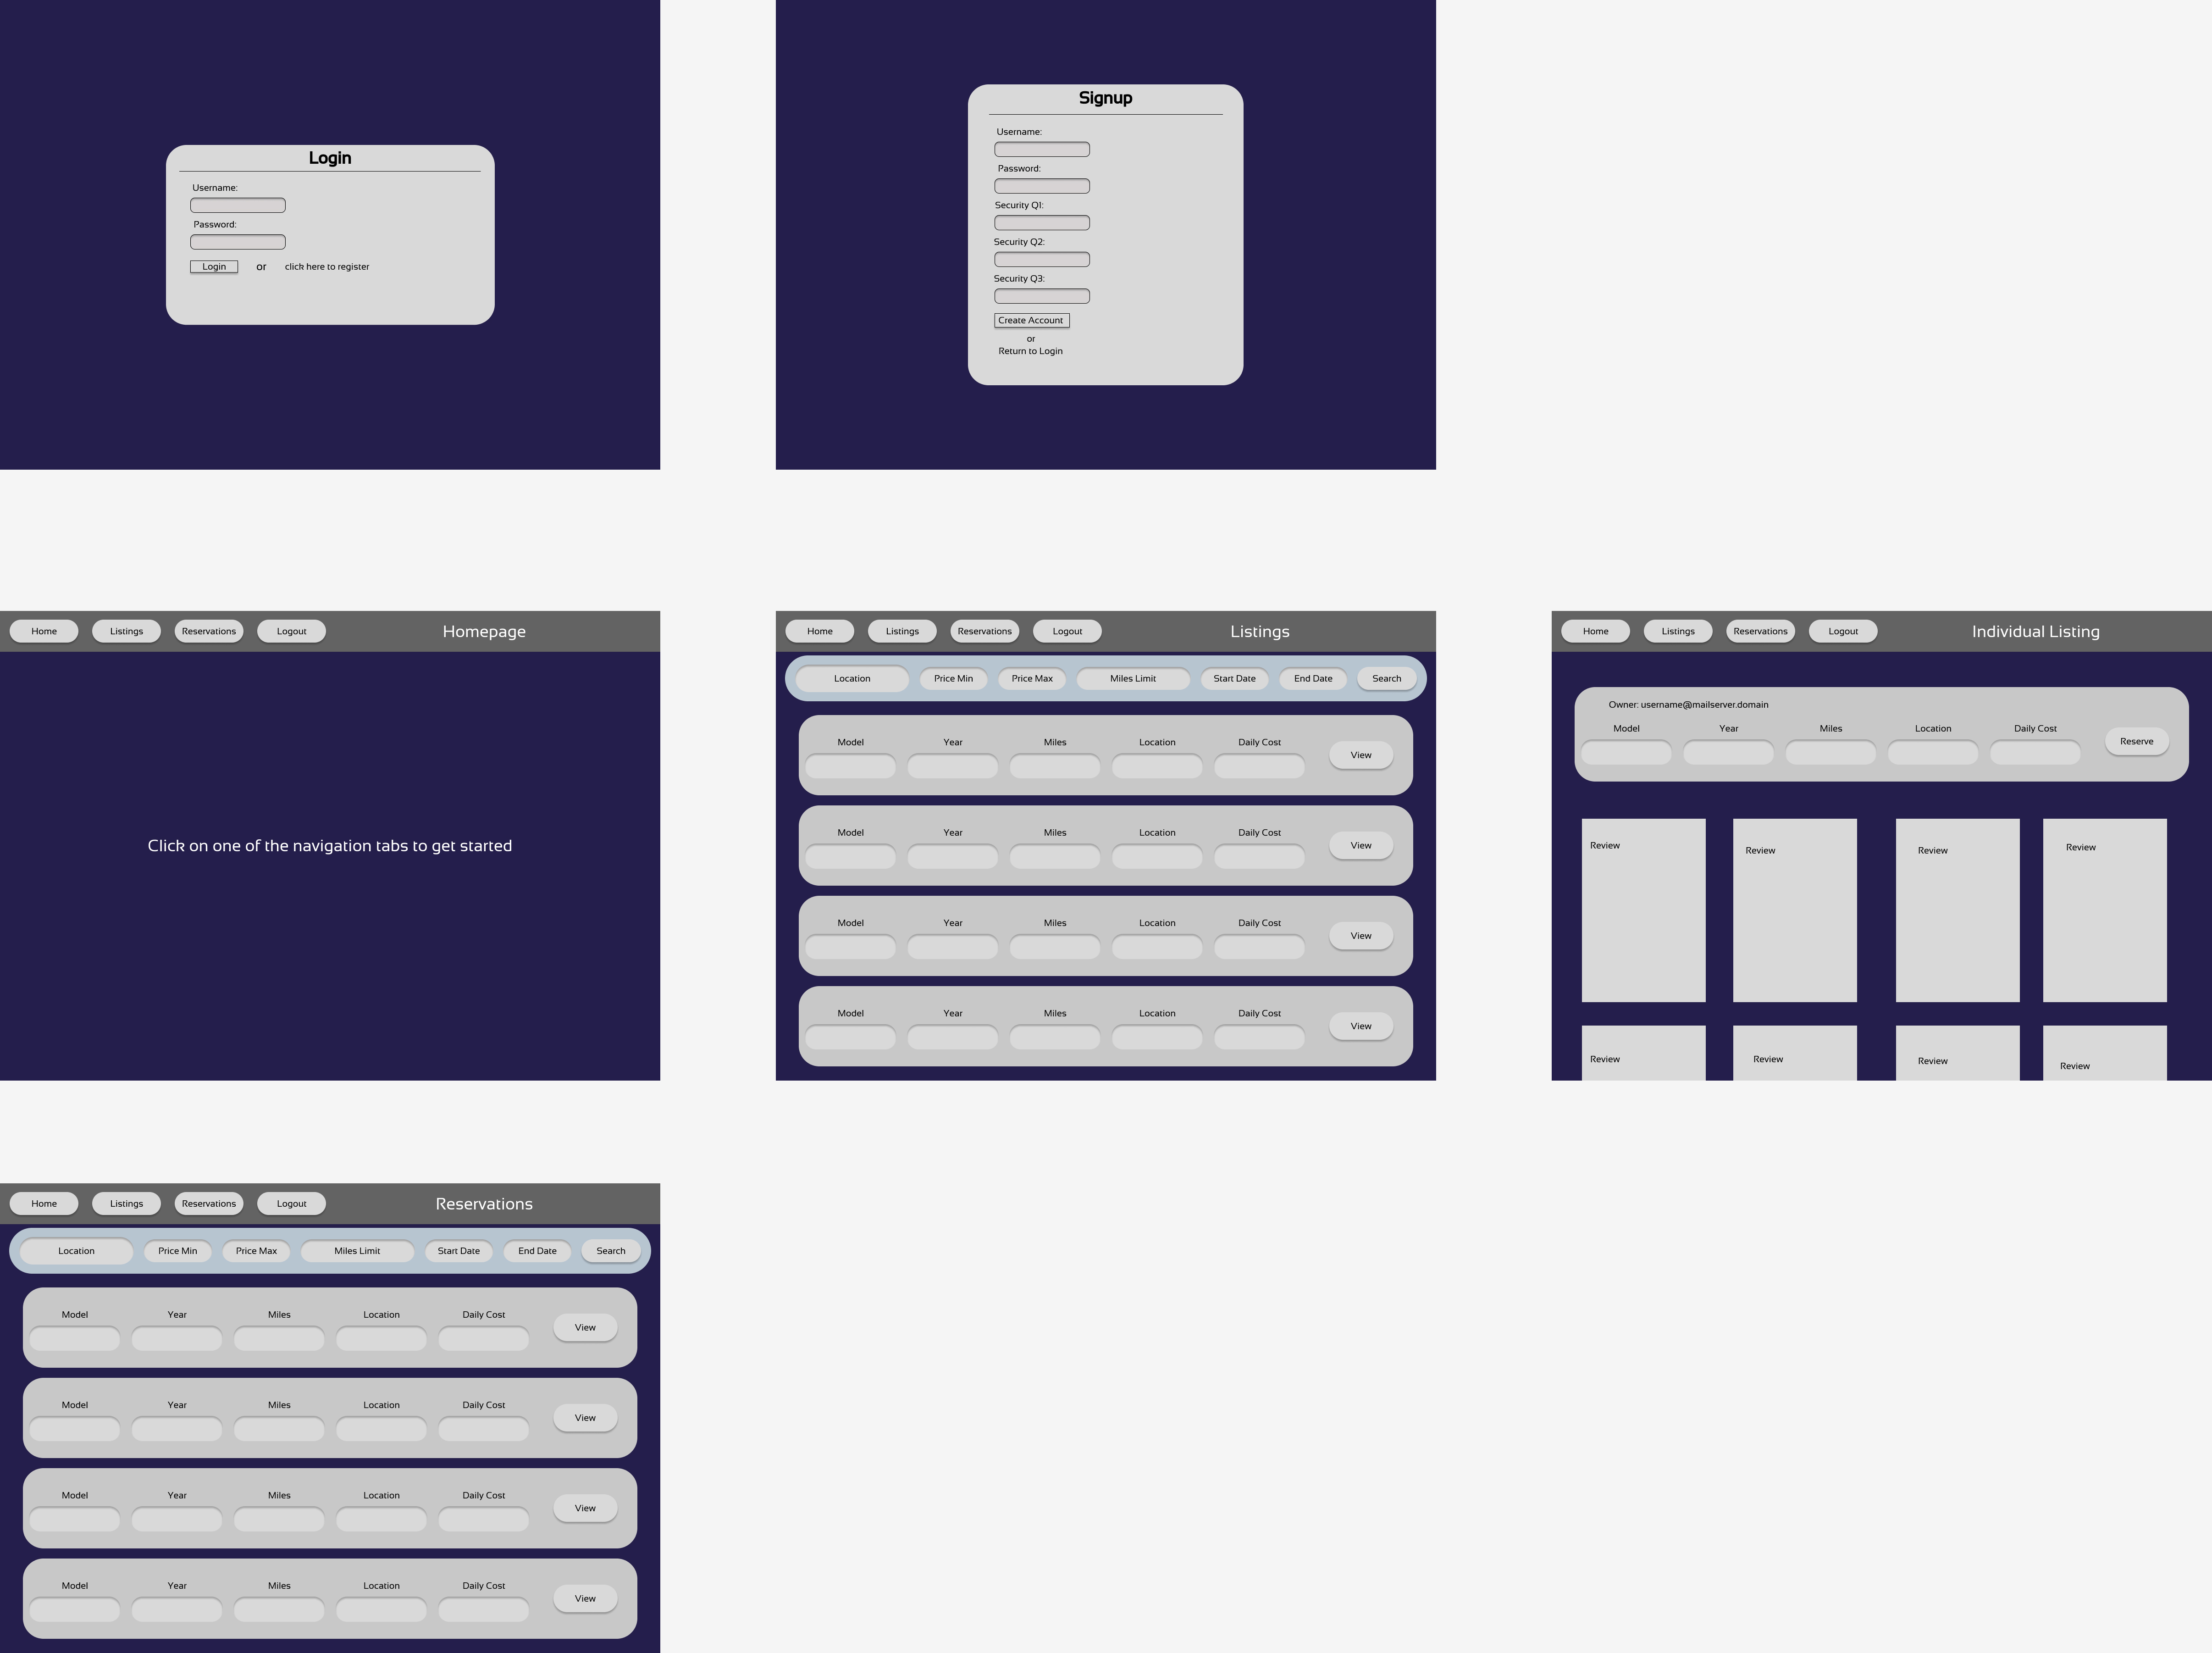 Login
Username:
Password:
Login or click here to register
Signup
Username:
Password:
Security Q1:
Security Q2:
Security Q3:
Create Account
or
Return to Login
Home Listings Reservations Logout Homepage
Click on one of the navigation tabs to get started
Home Listings Reservations Logout Listings
Location Price Min Price Max Miles Limit Start Date End Date Search
Model Year Miles Location Daily Cost
View
Model Year Miles Location Daily Cost
View
Model Year Miles Location Daily Cost
View
Model Year Miles Location Daily Cost
View
Home Listings Reservations Logout Individual Listing
Owner: username@mailserver.domain
Model Year Miles Location Daily Cost
Reserve
Review Review Review Review
Review Review Review Review
Home Listings Reservations Logout Reservations
Location Price Min Price Max Miles Limit Start Date End Date Search
Model Year Miles Location Daily Cost
View
Model Year Miles Location Daily Cost
View
Model Year Miles Location Daily Cost
View
Model Year Miles Location Daily Cost
View